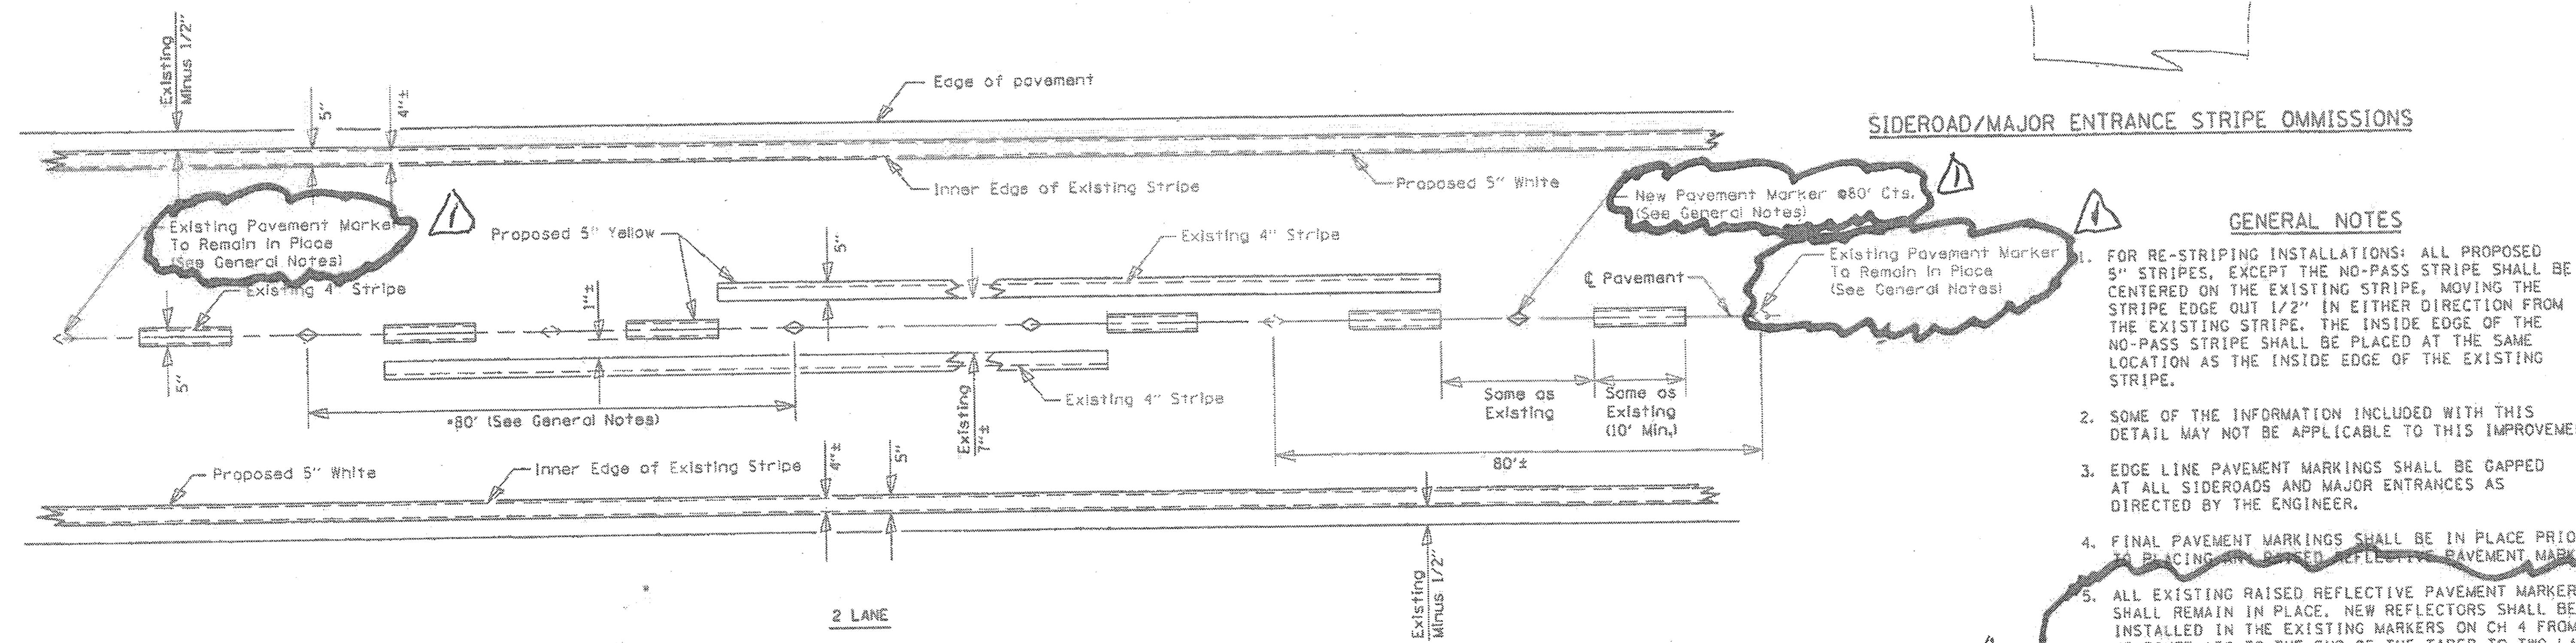 Existing
Minus 1/2"
5"
4"±
Edge of pavement
Inner Edge of Existing Stripe
Proposed 5" White
Existing Pavement Marker
To Remain In Place
(See General Notes)
1
Existing 4" Stripe
Proposed 5" Yellow
5"
Existing 4" Stripe
1"±
5"
*80' (See General Notes)
Existing
7"±
Existing 4" Stripe
New Pavement Marker @80' Cts.
(See General Notes)
1
Existing Pavement Marker
To Remain In Place
(See General Notes)
1
℄ Pavement
Same as
Existing
Same as
Existing
(10' Min.)
80'±
Proposed 5" White
Inner Edge of Existing Stripe
4"±
5"
Existing
Minus 1/2"
2 LANE
SIDEROAD/MAJOR ENTRANCE STRIPE OMMISSIONS
GENERAL NOTES
1. FOR RE-STRIPING INSTALLATIONS: ALL PROPOSED
5" STRIPES, EXCEPT THE NO-PASS STRIPE SHALL BE
CENTERED ON THE EXISTING STRIPE, MOVING THE
STRIPE EDGE OUT 1/2" IN EITHER DIRECTION FROM
THE EXISTING STRIPE. THE INSIDE EDGE OF THE
NO-PASS STRIPE SHALL BE PLACED AT THE SAME
LOCATION AS THE INSIDE EDGE OF THE EXISTING
STRIPE.
2. SOME OF THE INFORMATION INCLUDED WITH THIS
DETAIL MAY NOT BE APPLICABLE TO THIS IMPROVEME
3. EDGE LINE PAVEMENT MARKINGS SHALL BE GAPPED
AT ALL SIDEROADS AND MAJOR ENTRANCES AS
DIRECTED BY THE ENGINEER.
4. FINAL PAVEMENT MARKINGS SHALL BE IN PLACE PRIO
TO PLACING ANY RAISED REFLECTIVE PAVEMENT MARK
5. ALL EXISTING RAISED REFLECTIVE PAVEMENT MARKER
SHALL REMAIN IN PLACE. NEW REFLECTORS SHALL BE
INSTALLED IN THE EXISTING MARKERS ON CH 4 FROM